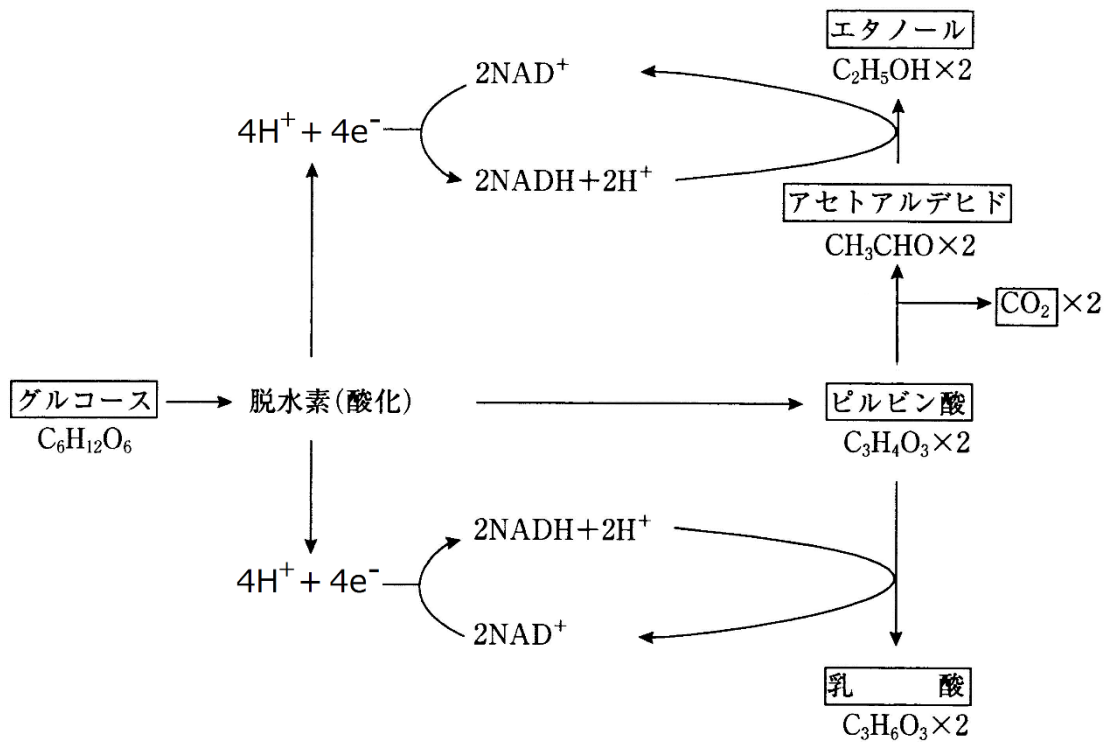 エタノール
C₂H₅OH×2
2NAD⁺
4H⁺ + 4e⁻
2NADH+2H⁺
アセトアルデヒド
CH₃CHO×2
CO₂ ×2
グルコース
C₆H₁₂O₆
脱水素(酸化)
ピルビン酸
C₃H₄O₃×2
2NADH+2H⁺
4H⁺ + 4e⁻
2NAD⁺
乳 酸
C₃H₆O₃×2